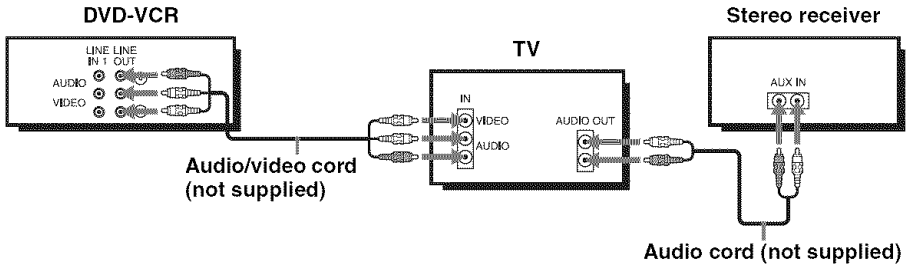 DVD-VCR
LINE LINE
IN 1 OUT
AUDIO
VIDEO
Audio/video cord
(not supplied)
TV
IN
VIDEO
AUDIO
AUDIO OUT
Stereo receiver
AUX IN
Audio cord (not supplied)